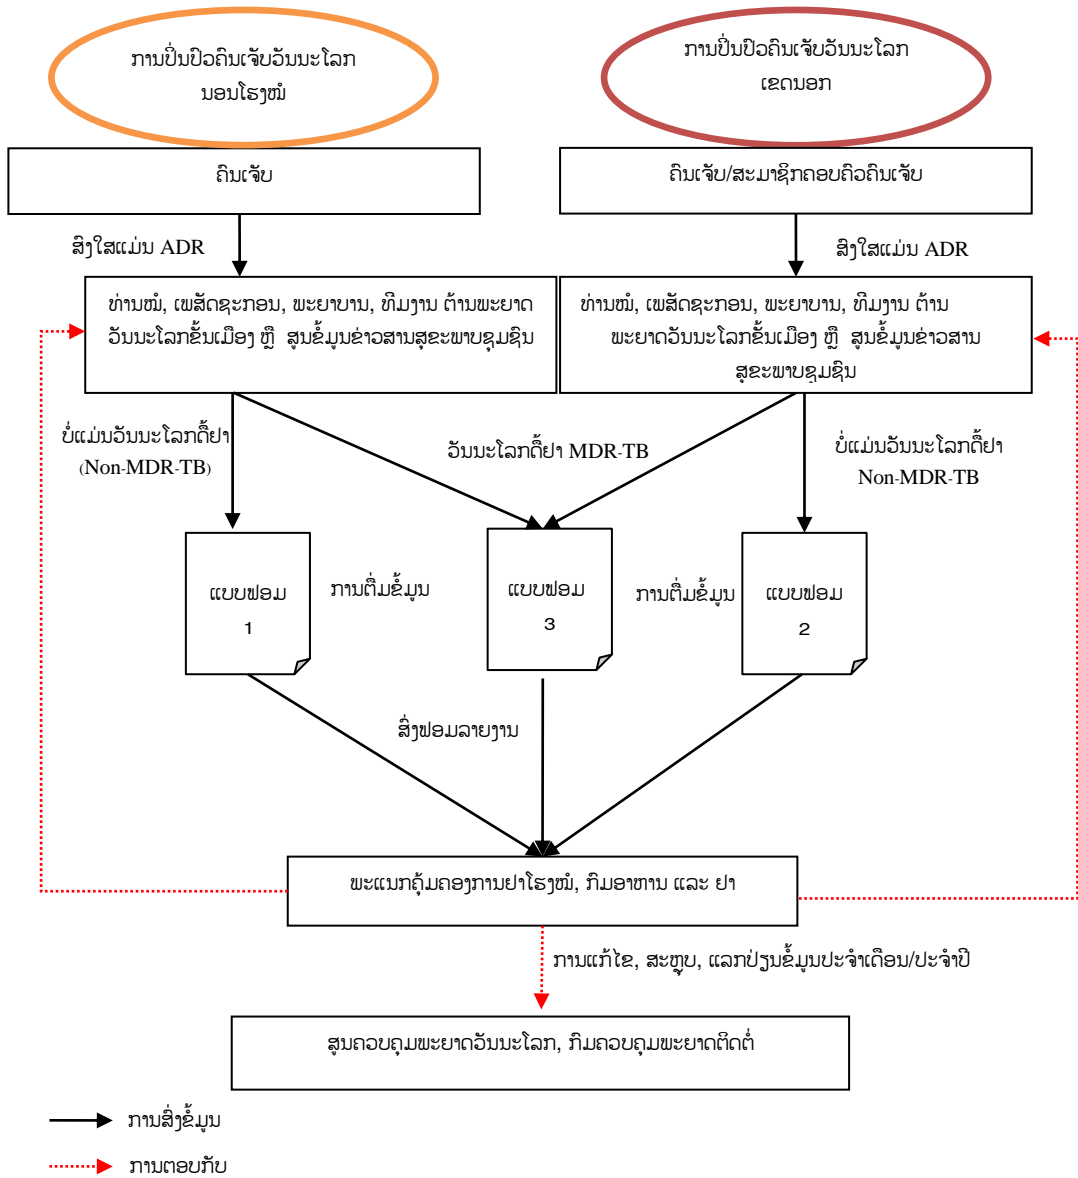 ການປິ່ນປົວຄົນເຈັບວັນນະໂລກ
ນອນໂຮງໝໍ
ການປິ່ນປົວຄົນເຈັບວັນນະໂລກ
ເຂດນອກ
ຄົນເຈັບ
ຄົນເຈັບ/ສະມາຊິກຄອບຄົວຄົນເຈັບ
ສົງໃສແມ່ນ ADR
ສົງໃສແມ່ນ ADR
ທ່ານໝໍ, ເພສັດຊະກອນ, ພະຍາບານ, ທີມງານ ຕ້ານພະຍາດ
ວັນນະໂລກຂັ້ນເມືອງ ຫຼື ສູນຂໍ້ມູນຂ່າວສານສຸຂະພາບຊຸມຊົນ
ທ່ານໝໍ, ເພສັດຊະກອນ, ພະຍາບານ, ທີມງານ ຕ້ານ
ພະຍາດວັນນະໂລກຂັ້ນເມືອງ ຫຼື ສູນຂໍ້ມູນຂ່າວສານ
ສຸຂະພາບຊຸມຊົນ
ບໍ່ແມ່ນວັນນະໂລກດື້ຢາ
(Non-MDR-TB)
ວັນນະໂລກດື້ຢາ MDR-TB
ບໍ່ແມ່ນວັນນະໂລກດື້ຢາ
Non-MDR-TB
ແບບຟອມ
1
ການຕື່ມຂໍ້ມູນ
ແບບຟອມ
3
ການຕື່ມຂໍ້ມູນ
ແບບຟອມ
2
ສົ່ງຟອມລາຍງານ
ພະແນກຄຸ້ມຄອງການຢາໂຮງໝໍ, ກົມອາຫານ ແລະ ຢາ
ການແກ້ໄຂ, ສະຫຼຸບ, ແລກປ່ຽນຂໍ້ມູນປະຈຳເດືອນ/ປະຈຳປີ
ສູນຄວບຄຸມພະຍາດວັນນະໂລກ, ກົມຄວບຄຸມພະຍາດຕິດຕໍ່
ການສົ່ງຂໍ້ມູນ
ການຕອບກັບ